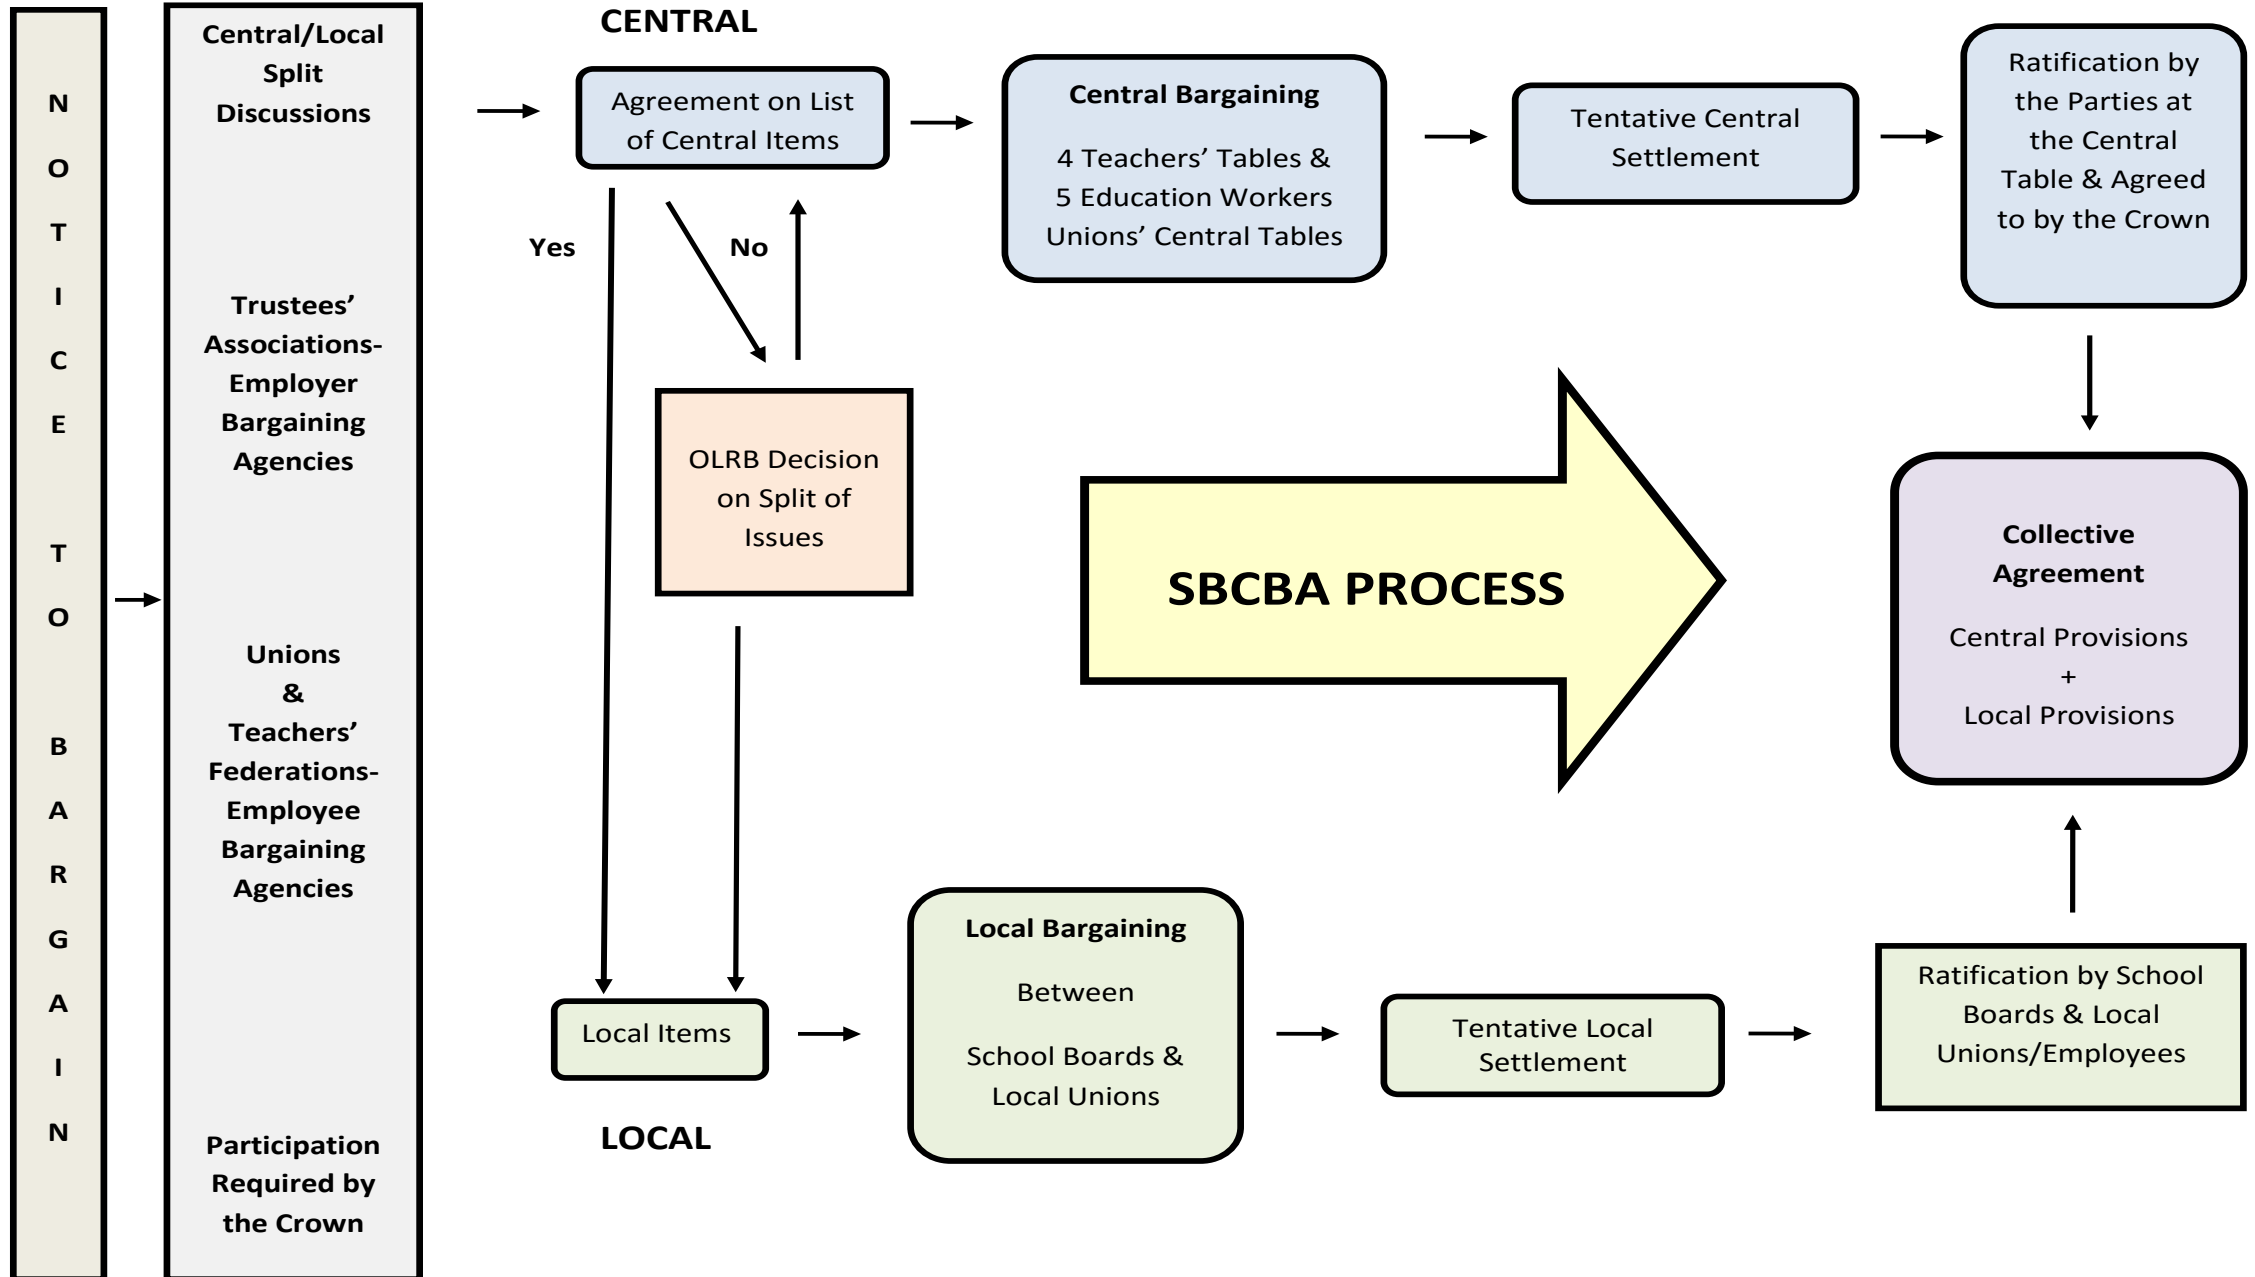 NOTICE TO BARGAIN
Central/Local
Split
Discussions
Trustees’
Associations-
Employer
Bargaining
Agencies
Unions
&
Teachers’
Federations-
Employee
Bargaining
Agencies
Participation
Required by
the Crown
CENTRAL
Agreement on List
of Central Items
Central Bargaining
4 Teachers’ Tables &
5 Education Workers
Unions’ Central Tables
Tentative Central
Settlement
Ratification by
the Parties at
the Central
Table & Agreed
to by the Crown
Yes
No
OLRB Decision
on Split of
Issues
SBCBA PROCESS
Collective
Agreement
Central Provisions
+
Local Provisions
Local Items
LOCAL
Local Bargaining
Between
School Boards &
Local Unions
Tentative Local
Settlement
Ratification by School
Boards & Local
Unions/Employees